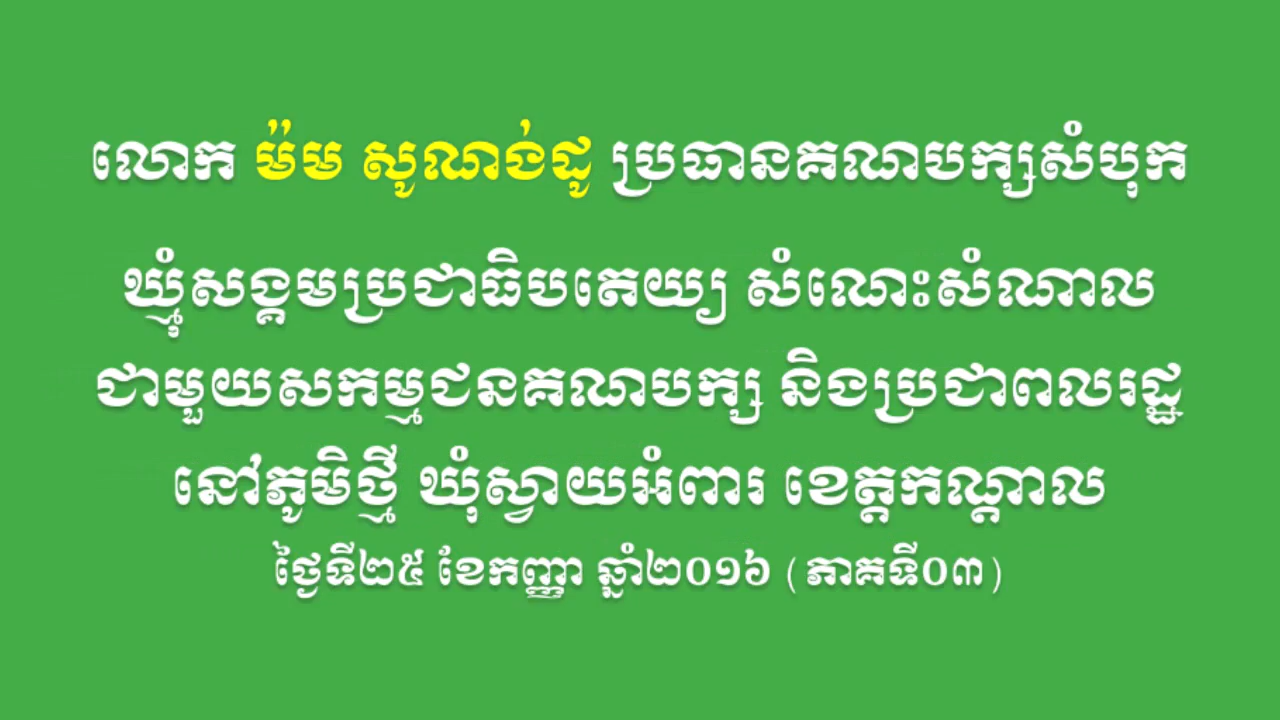 លោក ម៉ម សូណង់ដូ ប្រធានគណបក្សសំបុក
ឃ្មុំសង្គមប្រជាធិបតេយ្យ សំណេះសំណាល
ជាមួយសកម្មជនគណបក្ស និងប្រជាពលរដ្ឋ
នៅភូមិថ្មី ឃុំស្វាយអំពារ ខេត្តកណ្ដាល
ថ្ងៃទី២៥ ខែកញ្ញា ឆ្នាំ២០១៦ (ភាគទី០៣)